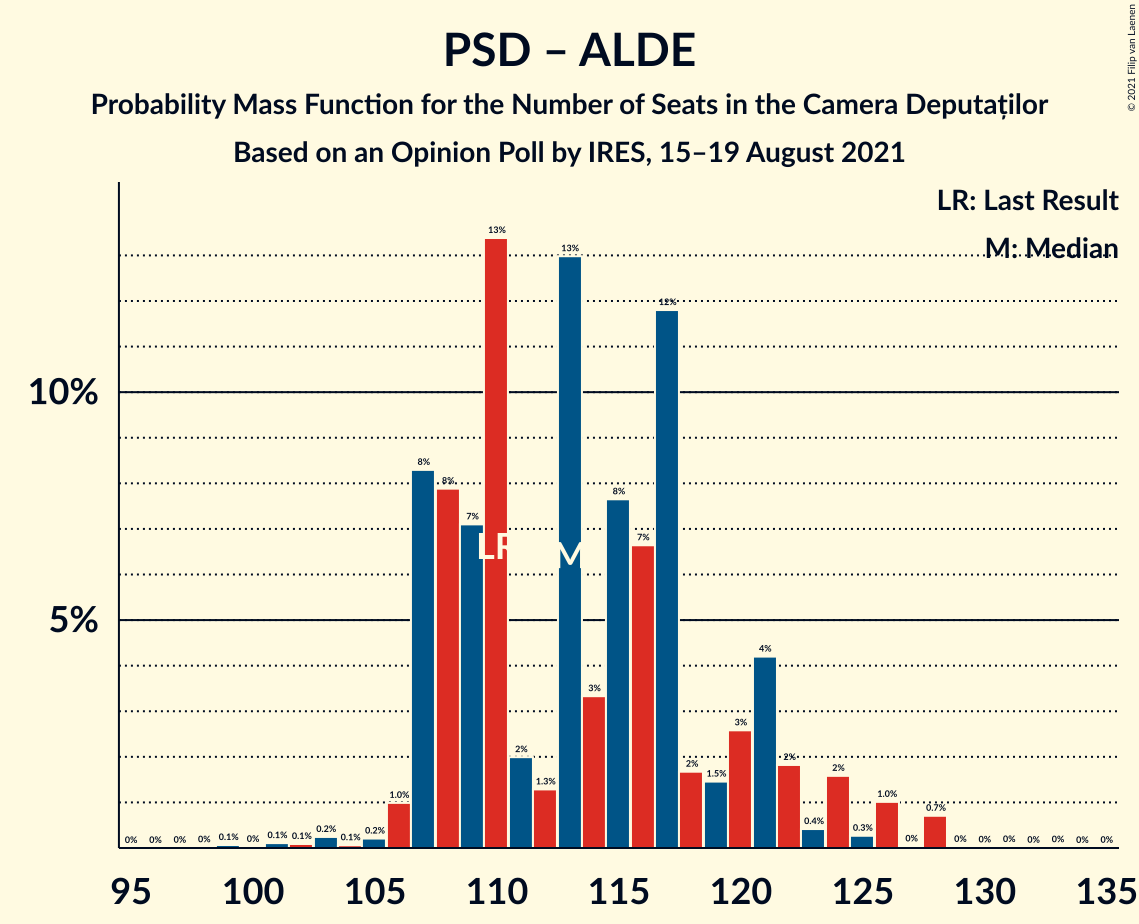 PSD – ALDE
Probability Mass Function for the Number of Seats in the Camera Deputaților
Based on an Opinion Poll by IRES, 15–19 August 2021
© 2021 Filip van Laenen
LR: Last Result
M: Median
10%
5%
0% 0% 0% 0% 0.1% 0% 0.1% 0.1% 0.2% 0.1% 0.2% 1.0% 8% 8% 7% 13% 2% 1.3% 13% 3% 8% 7% 12% 2% 1.5% 3% 4% 2% 0.4% 2% 0.3% 1.0% 0% 0.7% 0% 0% 0% 0% 0% 0% 0%
LR M
95 100 105 110 115 120 125 130 135